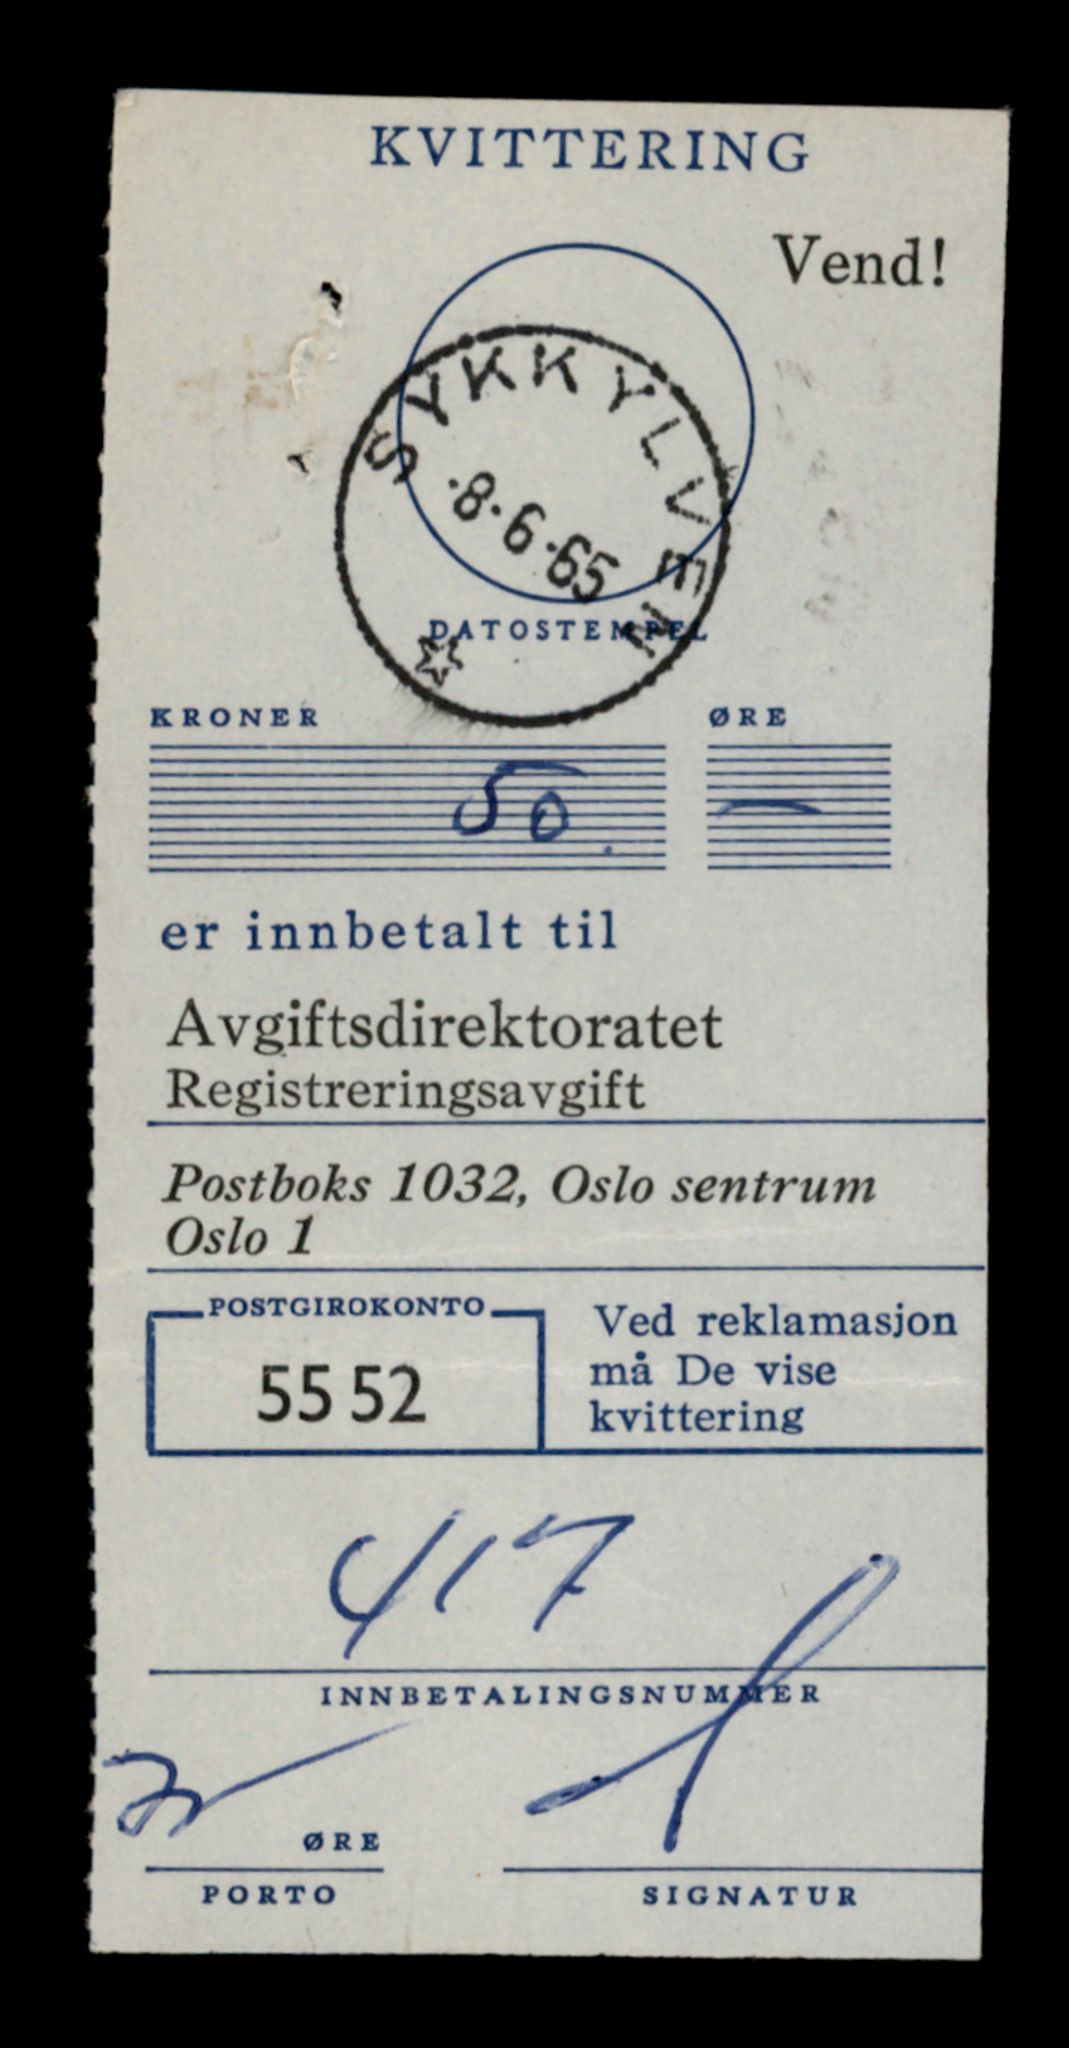 KVITTERING
Vend!
SYKKYLVEN
·8·6·65
DATOSTEMPEL
KRONER ØRE
50. —
er innbetalt til
Avgiftsdirektoratet
Registreringsavgift
Postboks 1032, Oslo sentrum
Oslo 1
POSTGIROKONTO
55 52
Ved reklamasjon
må De vise
kvittering
417
INNBETALINGSNUMMER
ØRE
PORTO SIGNATUR